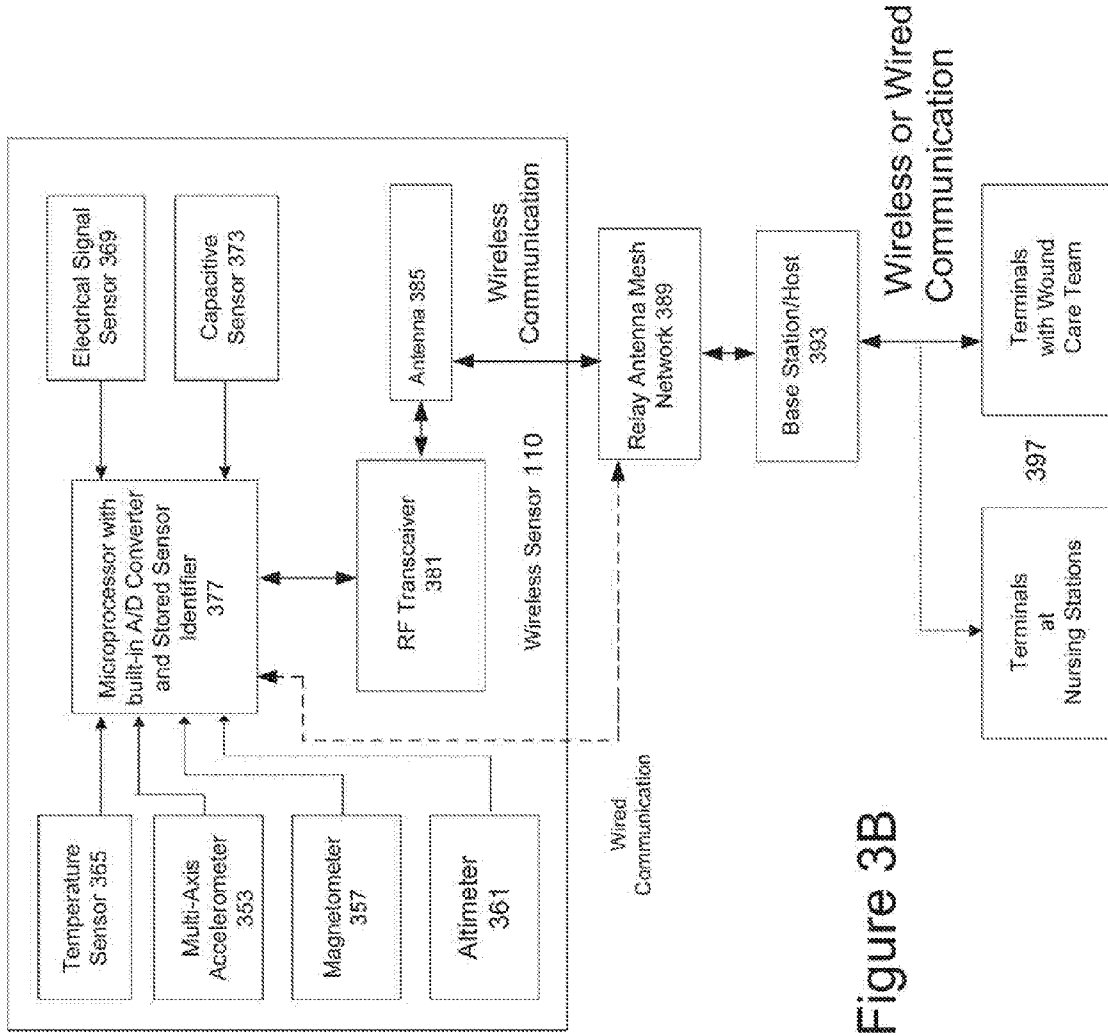 Temperature
Sensor 365
Multi-Axis
Accelerometer
353
Magnetometer
357
Altimeter
361
Microprocessor with
built-in A/D Converter
and Stored Sensor
Identifier
377
Electrical Signal
Sensor 369
Capacitive
Sensor 373
RF Transceiver
381
Antenna 385
Wireless Sensor 110
Wireless
Communication
Wired
Communication
Relay Antenna Mesh
Network 389
Base Station/Host
393
Wireless or Wired
Communication
Terminals
at
Nursing Stations
397
Terminals
with Wound
Care Team
Figure 3B